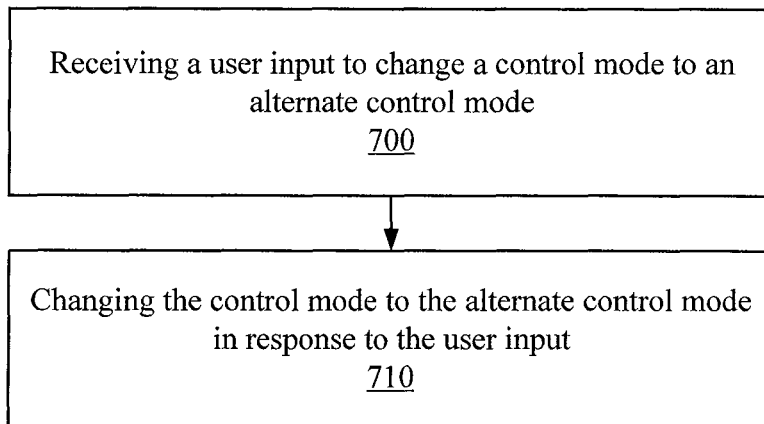 Receiving a user input to change a control mode to an
alternate control mode
700
Changing the control mode to the alternate control mode
in response to the user input
710